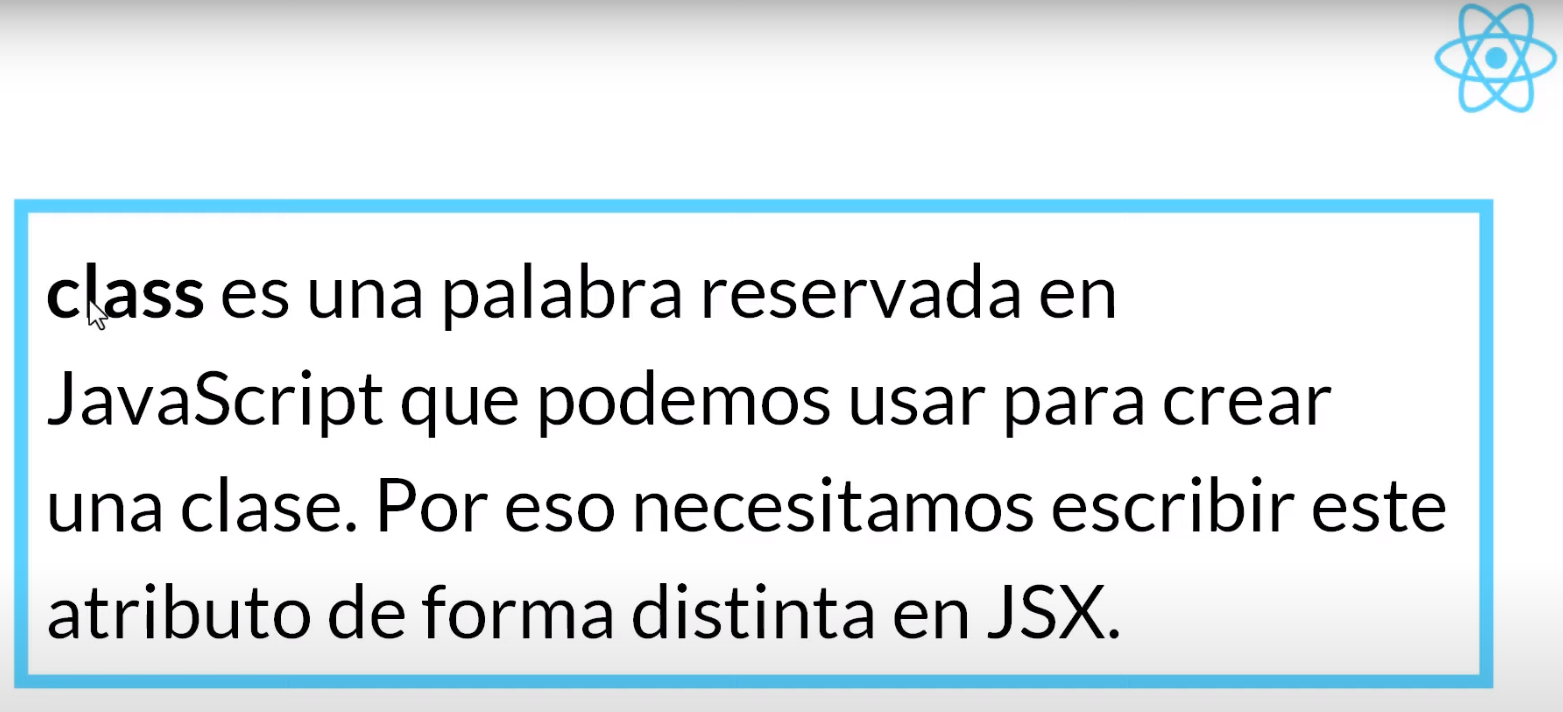 class es una palabra reservada en
JavaScript que podemos usar para crear
una clase. Por eso necesitamos escribir este
atributo de forma distinta en JSX.